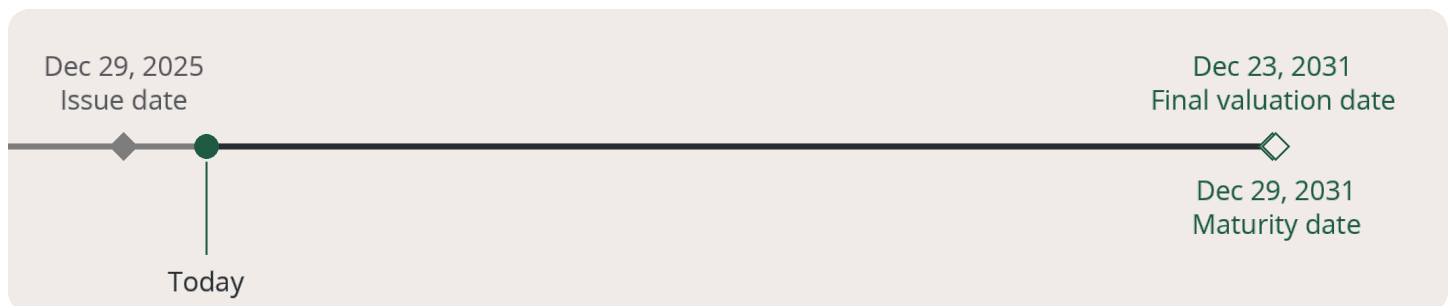 Dec 29, 2025
Issue date
Dec 23, 2031
Final valuation date
Dec 29, 2031
Maturity date
Today